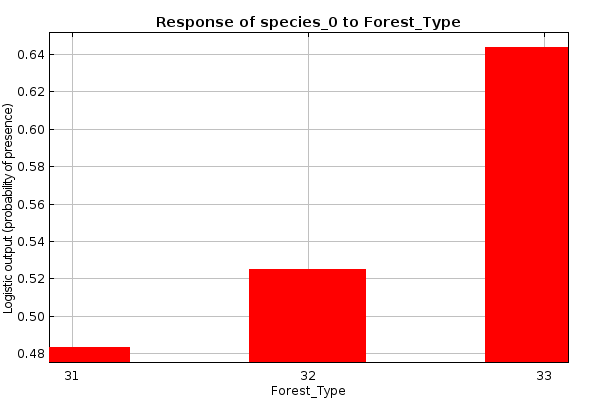 Response of species_0 to Forest_Type
Logistic output (probability of presence)
0.64
0.62
0.60
0.58
0.56
0.54
0.52
0.50
0.48
31 32 33
Forest_Type